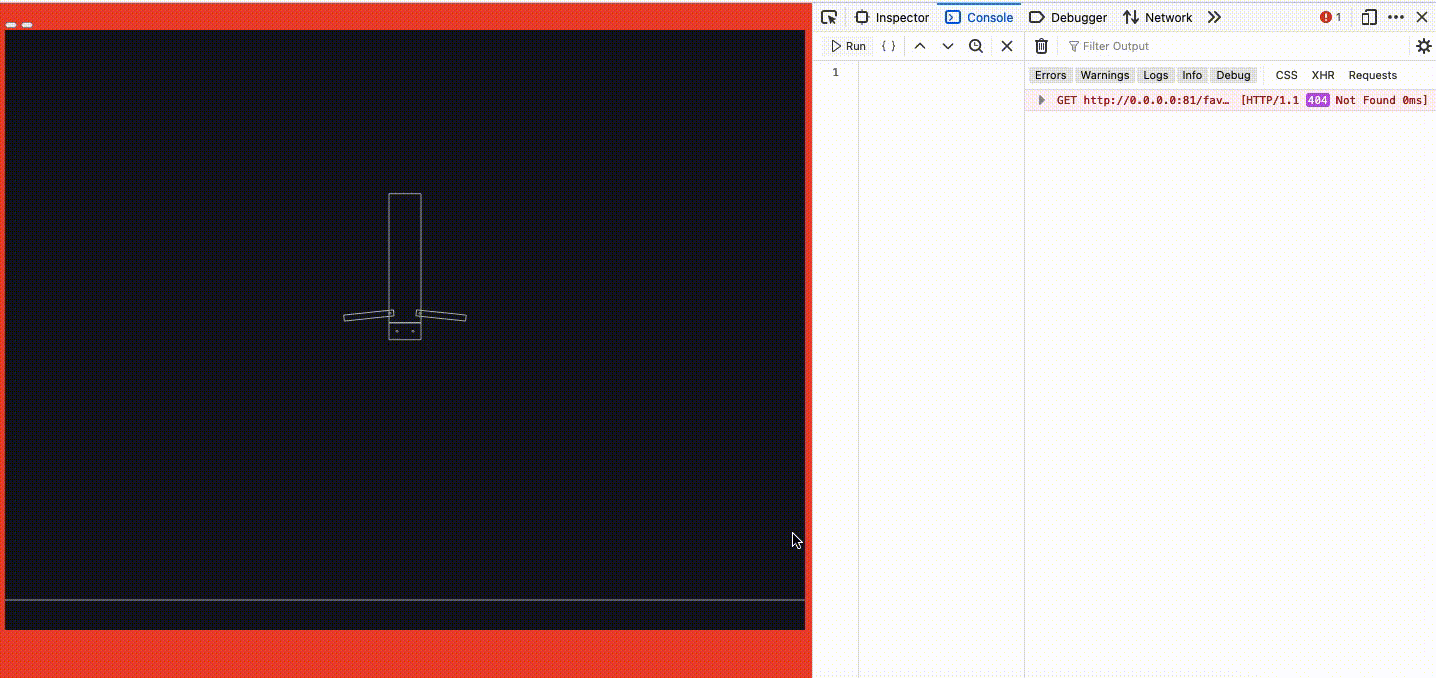 Inspector Console Debugger Network 1
Run { } Filter Output
1 Errors Warnings Logs Info Debug CSS XHR Requests
GET http://0.0.0.0:81/fav… [HTTP/1.1 404 Not Found 0ms]